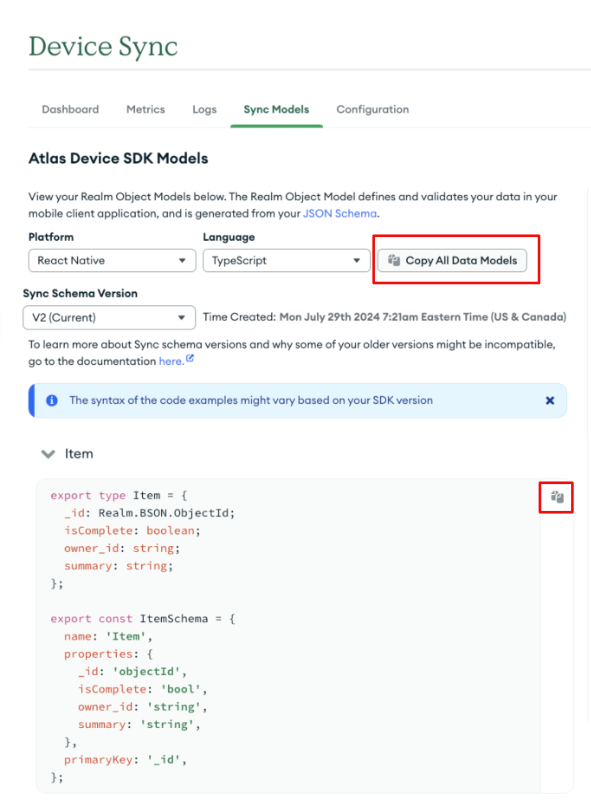 Device Sync
Dashboard Metrics Logs Sync Models Configuration
Atlas Device SDK Models
View your Realm Object Models below. The Realm Object Model defines and validates your data in your
mobile client application, and is generated from your JSON Schema.
Platform Language
React Native TypeScript Copy All Data Models
Sync Schema Version
V2 (Current) Time Created: Mon July 29th 2024 7:21am Eastern Time (US & Canada)
To learn more about Sync schema versions and why some of your older versions might be incompatible,
go to the documentation here.
The syntax of the code examples might vary based on your SDK version
Item
export type Item = {
  _id: Realm.BSON.ObjectId;
  isComplete: boolean;
  owner_id: string;
  summary: string;
};
export const ItemSchema = {
  name: 'Item',
  properties: {
    _id: 'objectId',
    isComplete: 'bool',
    owner_id: 'string',
    summary: 'string',
  },
  primaryKey: '_id',
};